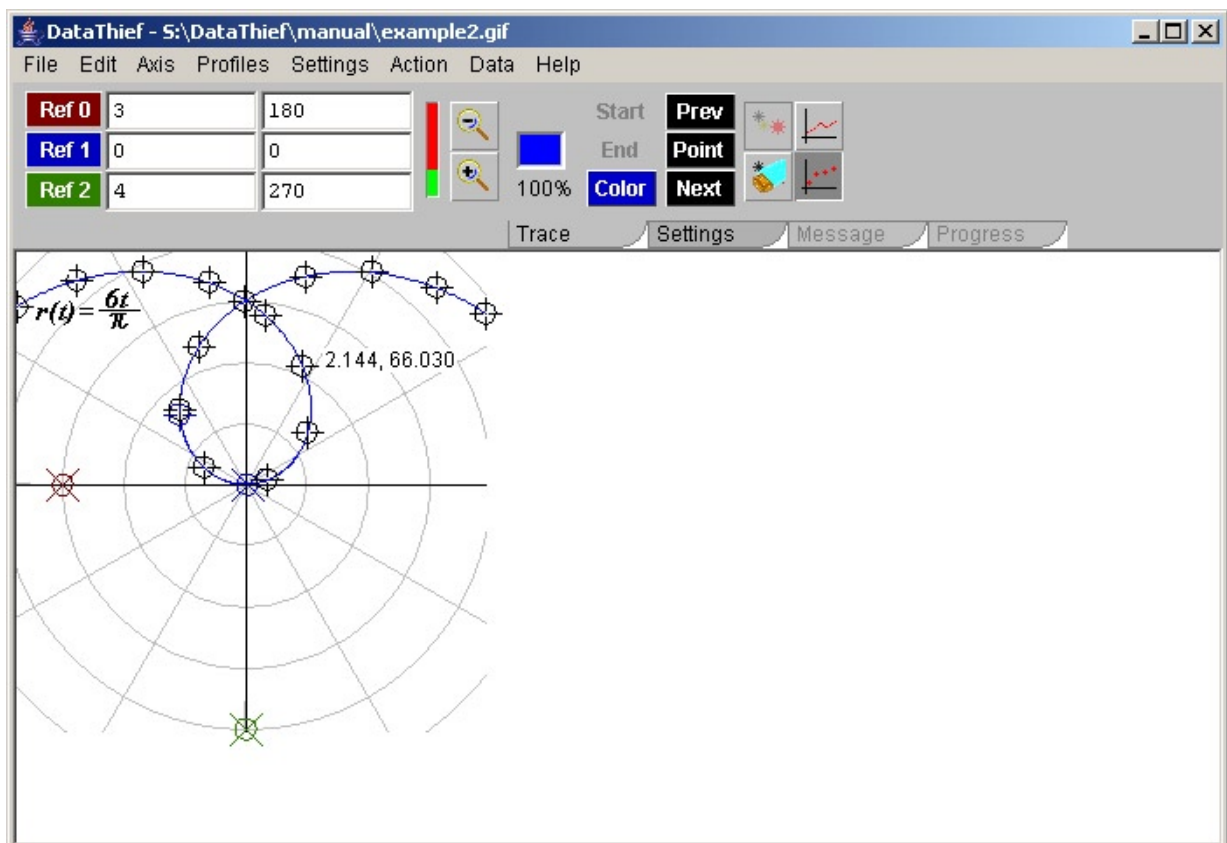 DataThief - S:\DataThief\manual\example2.gif
File Edit Axis Profiles Settings Action Data Help
Ref 0 3 180 Start Prev
Ref 1 0 0 End Point
Ref 2 4 270 100% Color Next
Trace Settings Message Progress
r(t)=6t/π
2.144, 66.030